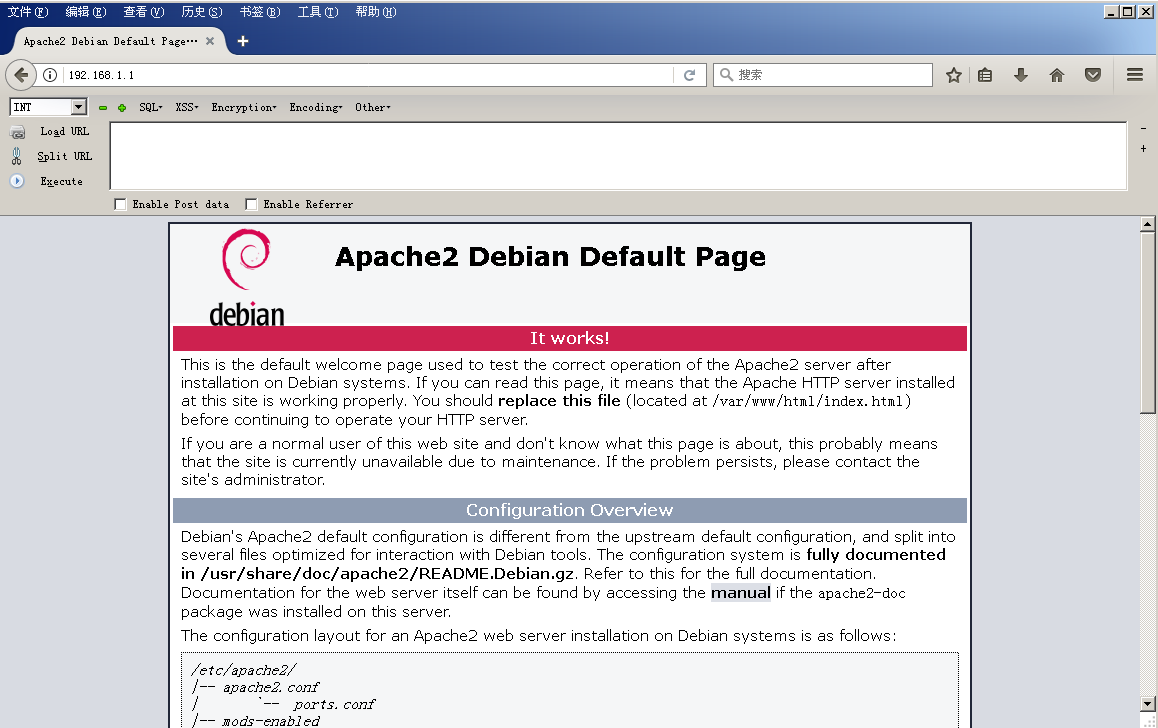 文件(F) 编辑(E) 查看(V) 历史(S) 书签(B) 工具(T) 帮助(H)
Apache2 Debian Default Page…
192.168.1.1
搜索
INT SQL XSS Encryption Encoding Other
Load URL
Split URL
Execute
Enable Post data Enable Referrer
debian
Apache2 Debian Default Page
It works!
This is the default welcome page used to test the correct operation of the Apache2 server after
installation on Debian systems. If you can read this page, it means that the Apache HTTP server installed
at this site is working properly. You should replace this file (located at /var/www/html/index.html)
before continuing to operate your HTTP server.
If you are a normal user of this web site and don't know what this page is about, this probably means
that the site is currently unavailable due to maintenance. If the problem persists, please contact the
site's administrator.
Configuration Overview
Debian's Apache2 default configuration is different from the upstream default configuration, and split into
several files optimized for interaction with Debian tools. The configuration system is fully documented
in /usr/share/doc/apache2/README.Debian.gz. Refer to this for the full documentation.
Documentation for the web server itself can be found by accessing the manual if the apache2-doc
package was installed on this server.
The configuration layout for an Apache2 web server installation on Debian systems is as follows:
/etc/apache2/
|-- apache2.conf
|       `--  ports.conf
|-- mods-enabled